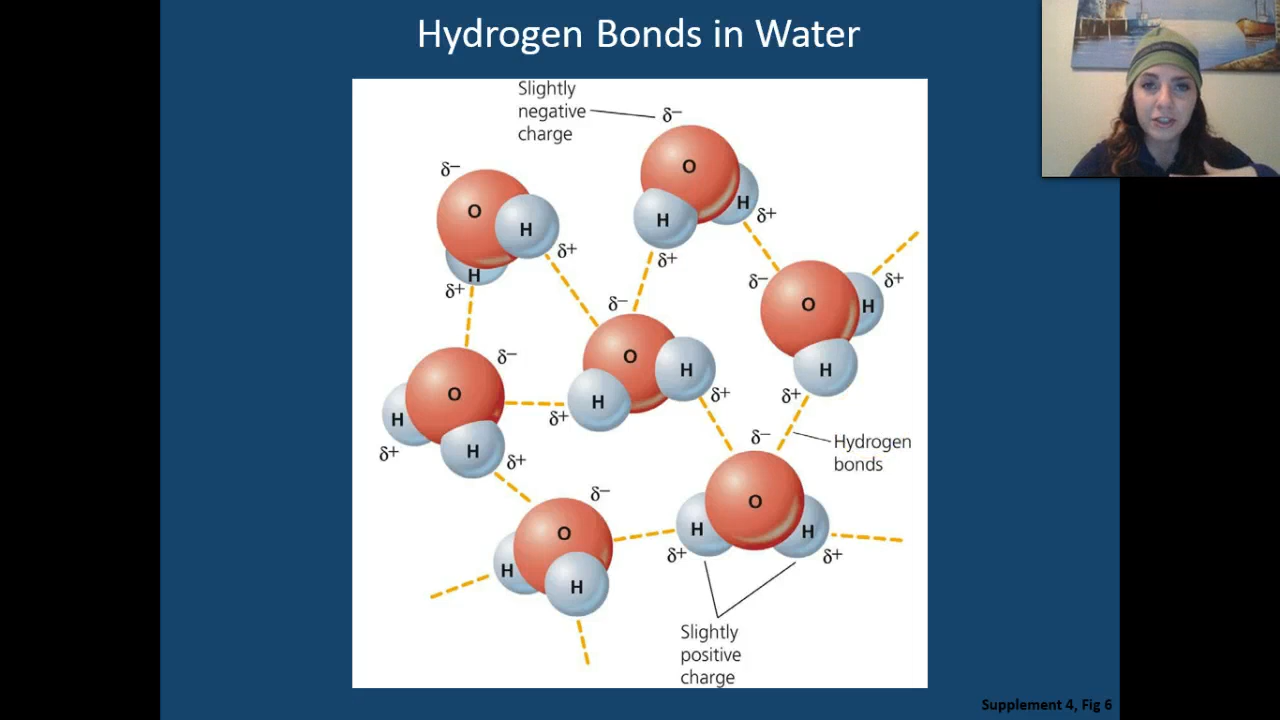 Hydrogen Bonds in Water
Slightly
negative
charge
δ−
O
H
H
δ+
δ+
δ−
O
H
H
δ+
δ+
δ−
O
H
H
δ+
δ+
δ−
O
H
H
δ+
δ+
δ−
O
H
H
δ+
δ+
Hydrogen
bonds
δ−
O
H
H
δ+
δ+
δ−
O
H
H
Slightly
positive
charge
Supplement 4, Fig 6